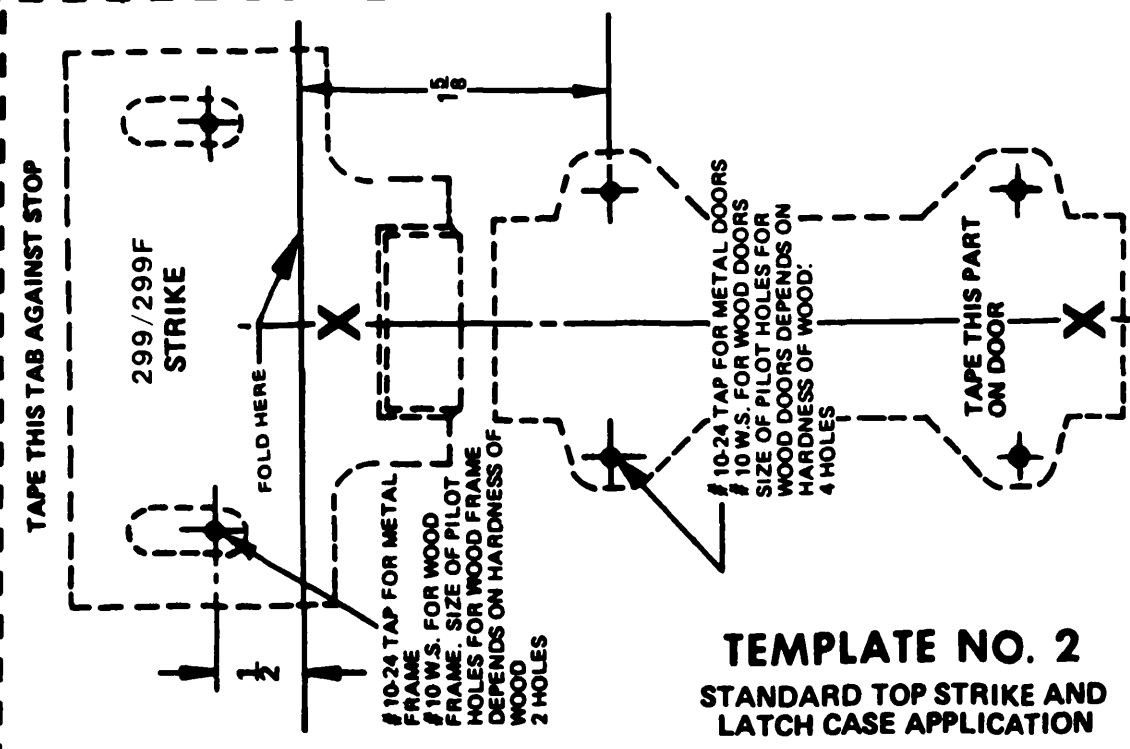 TAPE THIS TAB AGAINST STOP
299/299F
STRIKE
FOLD HERE
X
1 5/8
1/2
# 10-24 TAP FOR METAL
FRAME
#10 W.S. FOR WOOD
FRAME. SIZE OF PILOT
HOLES FOR WOOD FRAME
DEPENDS ON HARDNESS OF
WOOD
2 HOLES
# 10-24 TAP FOR METAL DOORS
# 10 W.S. FOR WOOD DOORS
SIZE OF PILOT HOLES FOR
WOOD DOORS DEPENDS ON
HARDNESS OF WOOD.
4 HOLES
TAPE THIS PART
ON DOOR
X
TEMPLATE NO. 2
STANDARD TOP STRIKE AND
LATCH CASE APPLICATION